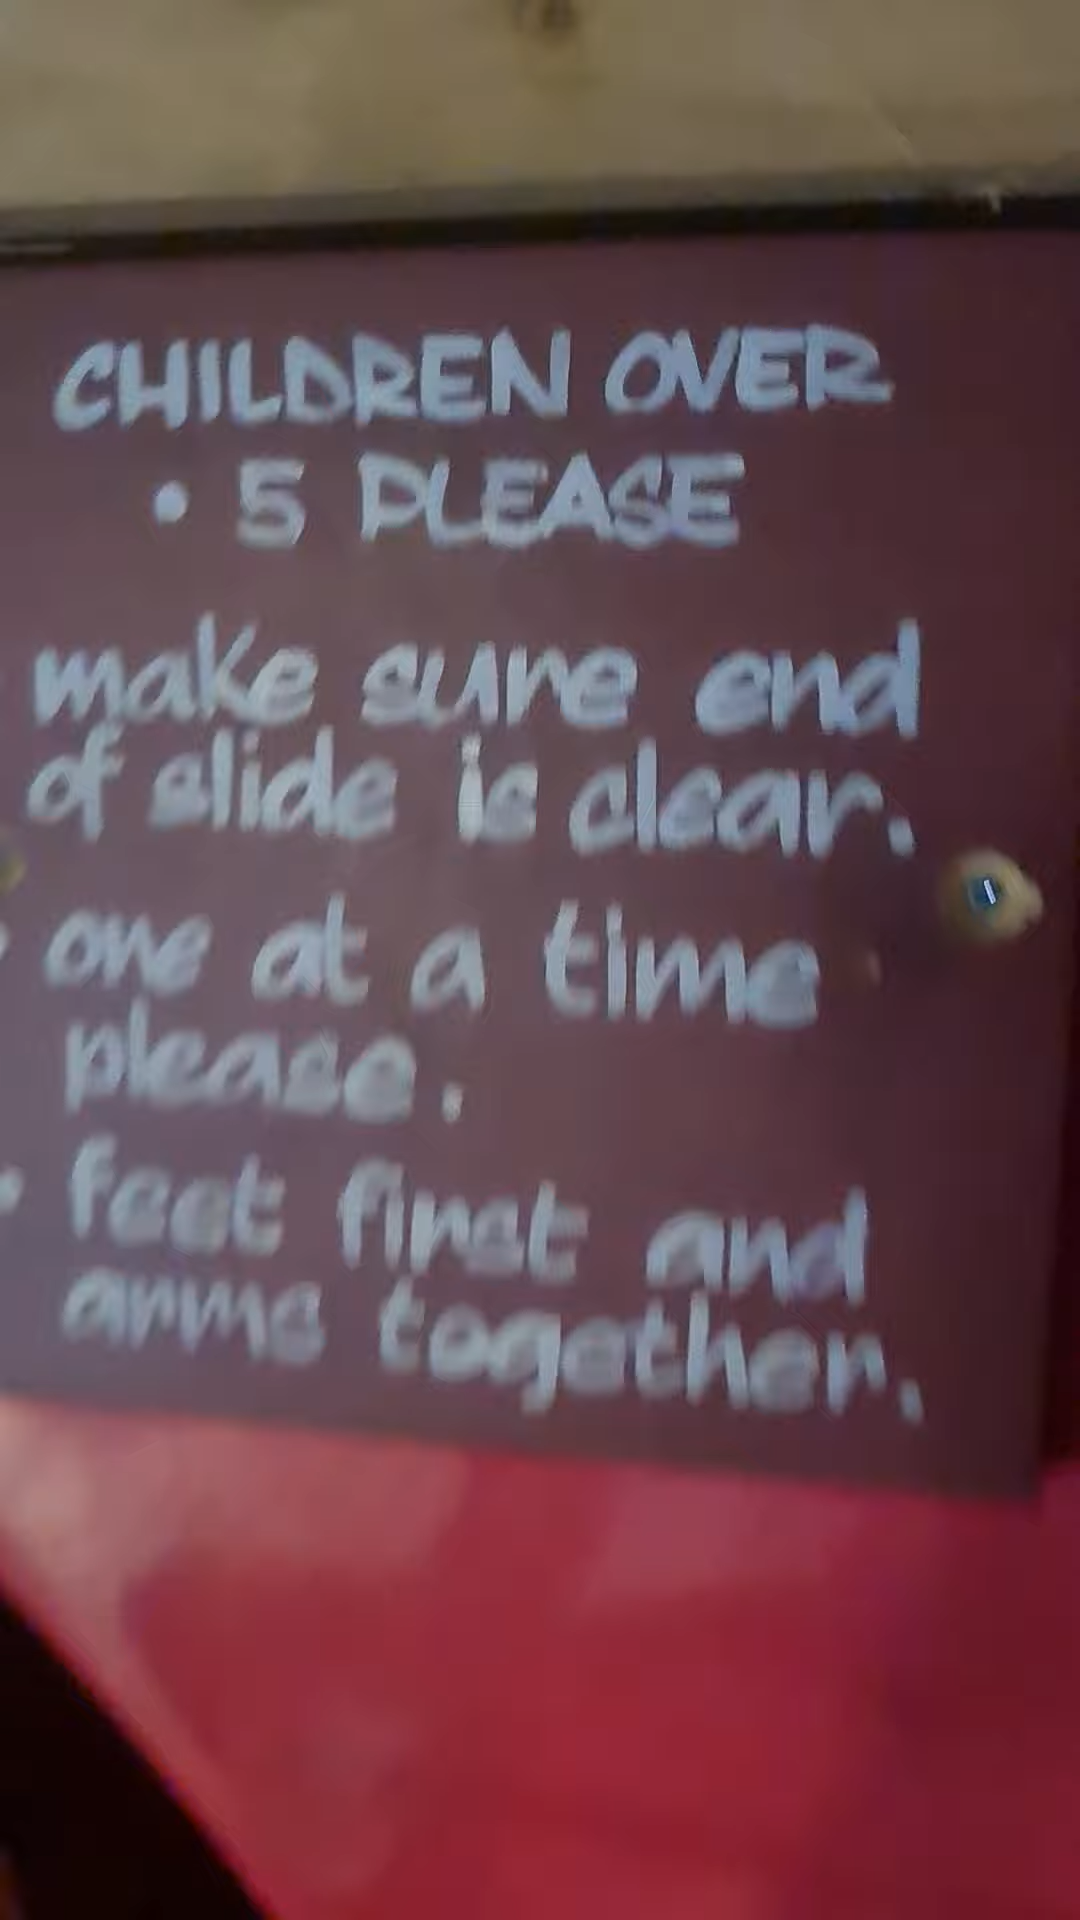 CHILDREN OVER
• 5 PLEASE
make sure end
of slide is clear.
• one at a time
please.
• feet first and
arms together.